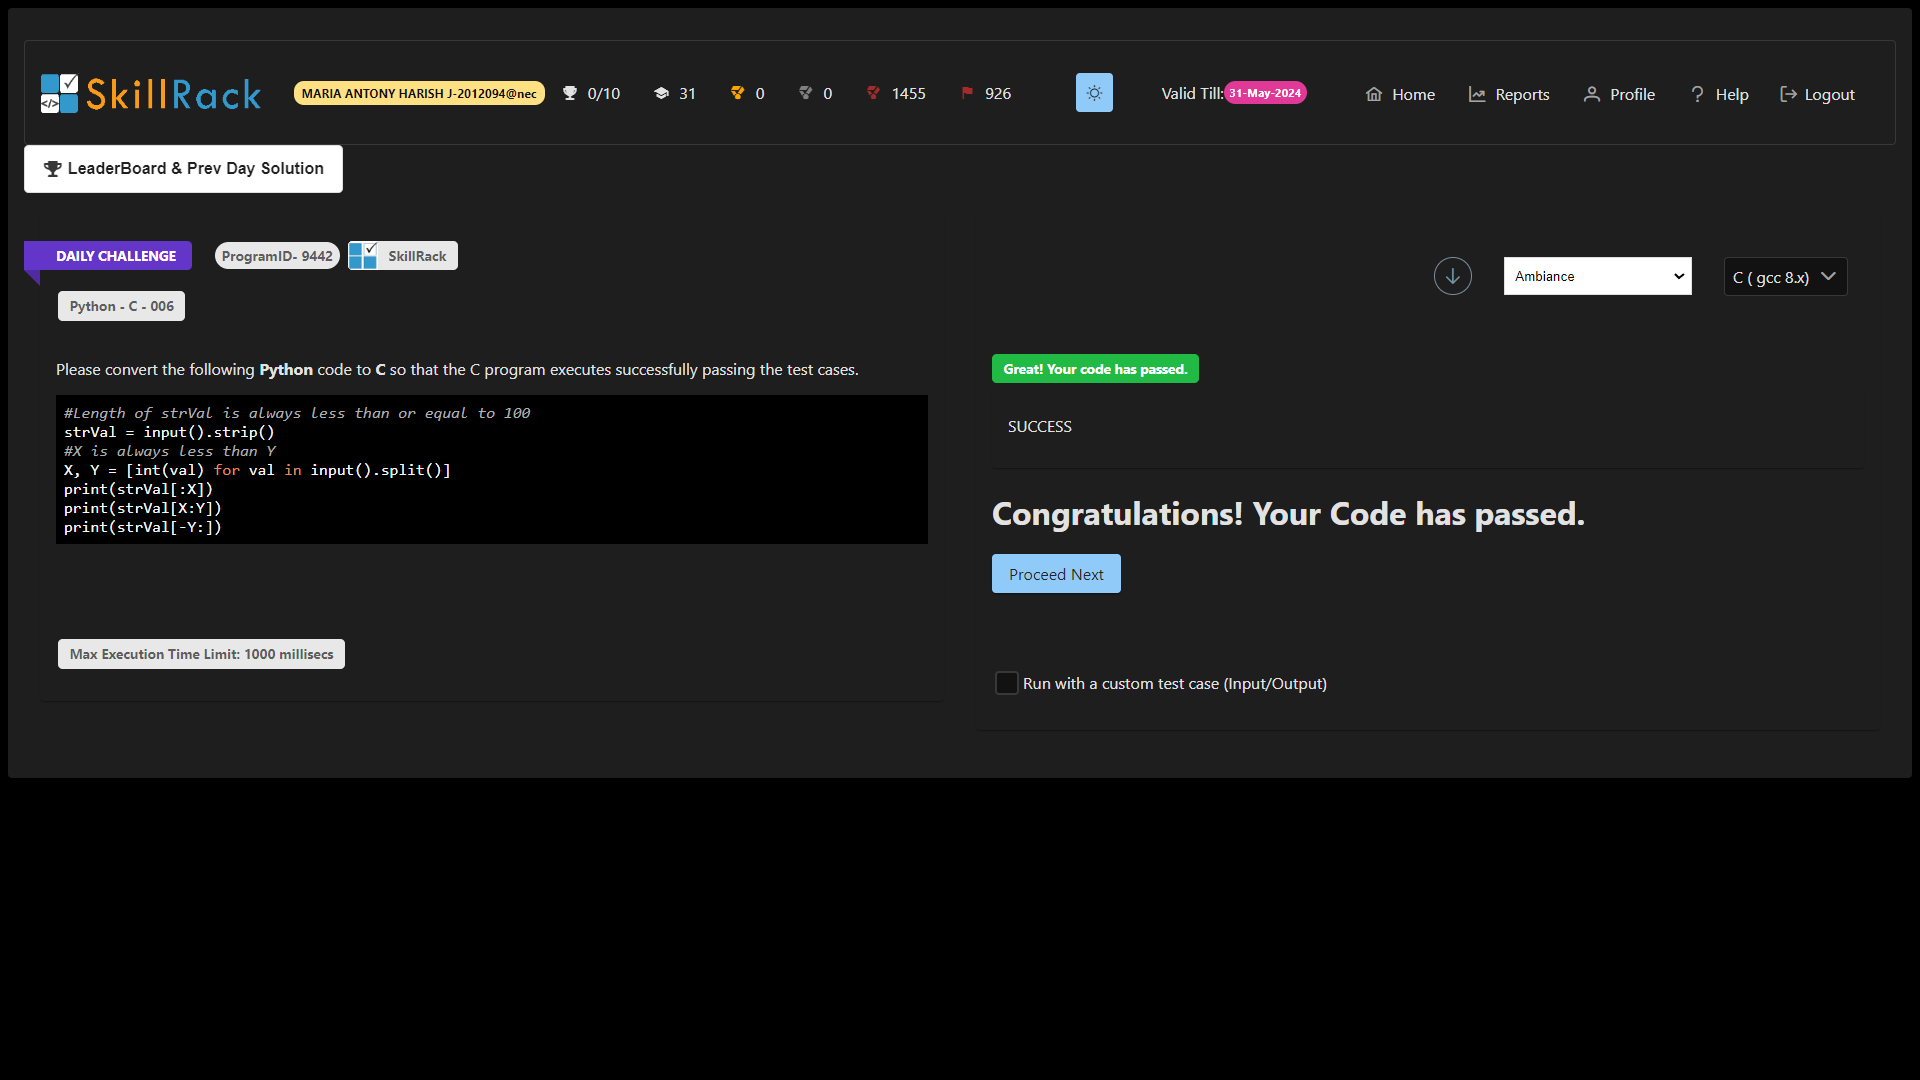 SkillRack
MARIA ANTONY HARISH J-2012094@nec
0/10
31
0
0
1455
926
Valid Till: 31-May-2024
Home
Reports
Profile
? Help
Logout
LeaderBoard & Prev Day Solution
DAILY CHALLENGE
ProgramID- 9442
SkillRack
Ambiance
C ( gcc 8.x)
Python - C - 006
Please convert the following Python code to C so that the C program executes successfully passing the test cases.
#Length of strVal is always less than or equal to 100
strVal = input().strip()
#X is always less than Y
X, Y = [int(val) for val in input().split()]
print(strVal[:X])
print(strVal[X:Y])
print(strVal[-Y:])
Max Execution Time Limit: 1000 millisecs
Great! Your code has passed.
SUCCESS
Congratulations! Your Code has passed.
Proceed Next
Run with a custom test case (Input/Output)